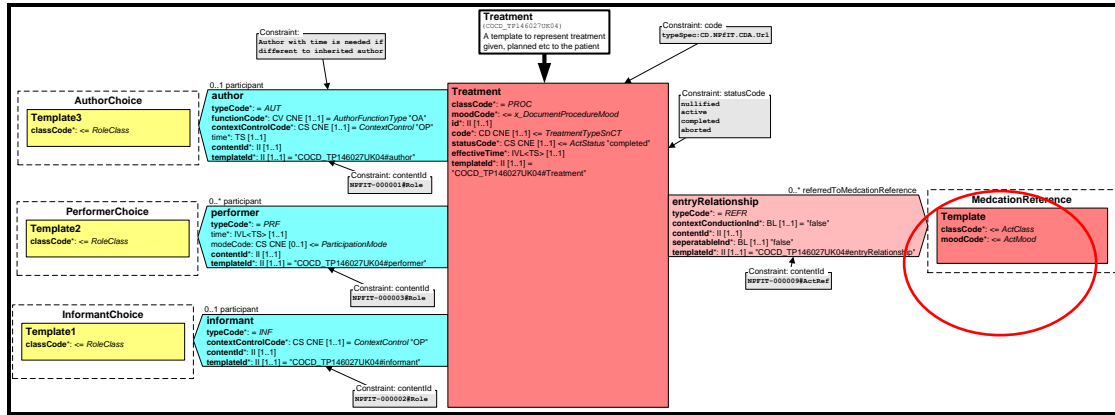 Treatment
(COCD_TP146027UK04)
A template to represent treatment
given, planned etc to the patient
Constraint:
Author with time is needed if
different to inherited author
Constraint: code
typeSpec:CD.NPfIT.CDA.Url
Constraint: statusCode
nullified
active
completed
aborted
AuthorChoice
Template3
classCode*: <= RoleClass
0..1 participant
author
typeCode*: = AUT
functionCode*: CV CNE [1..1] = AuthorFunctionType "OA"
contextControlCode*: CS CNE [1..1] = ContextControl "OP"
time*: TS [1..1]
contentId*: II [1..1]
templateId*: II [1..1] = "COCD_TP146027UK04#author"
Constraint: contentId
NPFIT-000001#Role
Treatment
classCode*: = PROC
moodCode*: <= x_DocumentProcedureMood
id*: II [1..1]
code*: CD CNE [1..1] <= TreatmentTypeSnCT
statusCode*: CS CNE [1..1] <= ActStatus "completed"
effectiveTime*: IVL<TS> [1..1]
templateId*: II [1..1] =
"COCD_TP146027UK04#Treatment"
PerformerChoice
Template2
classCode*: <= RoleClass
0..* participant
performer
typeCode*: = PRF
time*: IVL<TS> [1..1]
modeCode: CS CNE [0..1] <= ParticipationMode
contentId*: II [1..1]
templateId*: II [1..1] = "COCD_TP146027UK04#performer"
Constraint: contentId
NPFIT-000003#Role
0..* referredToMedcationReference
entryRelationship
typeCode*: = REFR
contextConductionInd*: BL [1..1] = "false"
contentId*: II [1..1]
seperatableInd*: BL [1..1] "false"
templateId*: II [1..1] = "COCD_TP146027UK04#entryRelationship"
Constraint: contentId
NPFIT-000009#ActRef
MedcationReference
Template
classCode*: <= ActClass
moodCode*: <= ActMood
InformantChoice
Template1
classCode*: <= RoleClass
0..1 participant
informant
typeCode*: = INF
contextControlCode*: CS CNE [1..1] = ContextControl "OP"
contentId*: II [1..1]
templateId*: II [1..1] = "COCD_TP146027UK04#informant"
Constraint: contentId
NPFIT-000002#Role